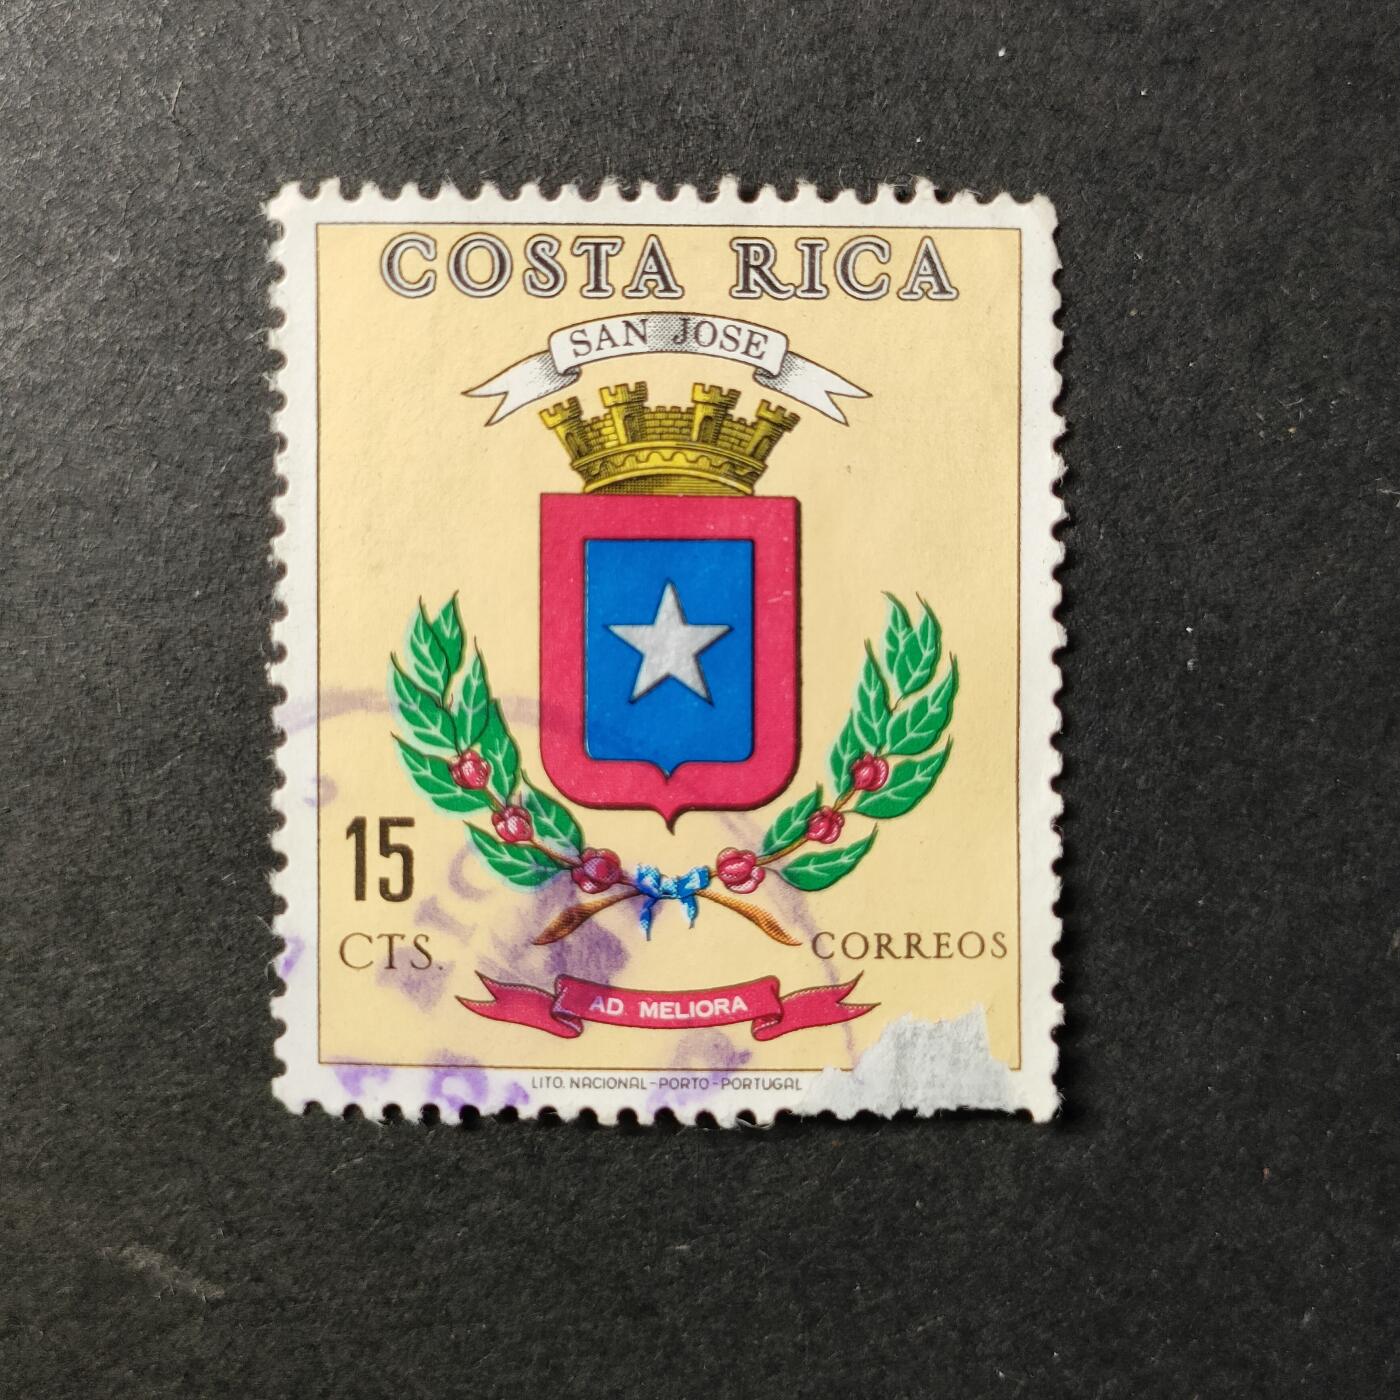 COSTA RICA
SAN JOSE
15
CTS.
CORREOS
AD MELIORA
LITO. NACIONAL-PORTO-PORTUGAL